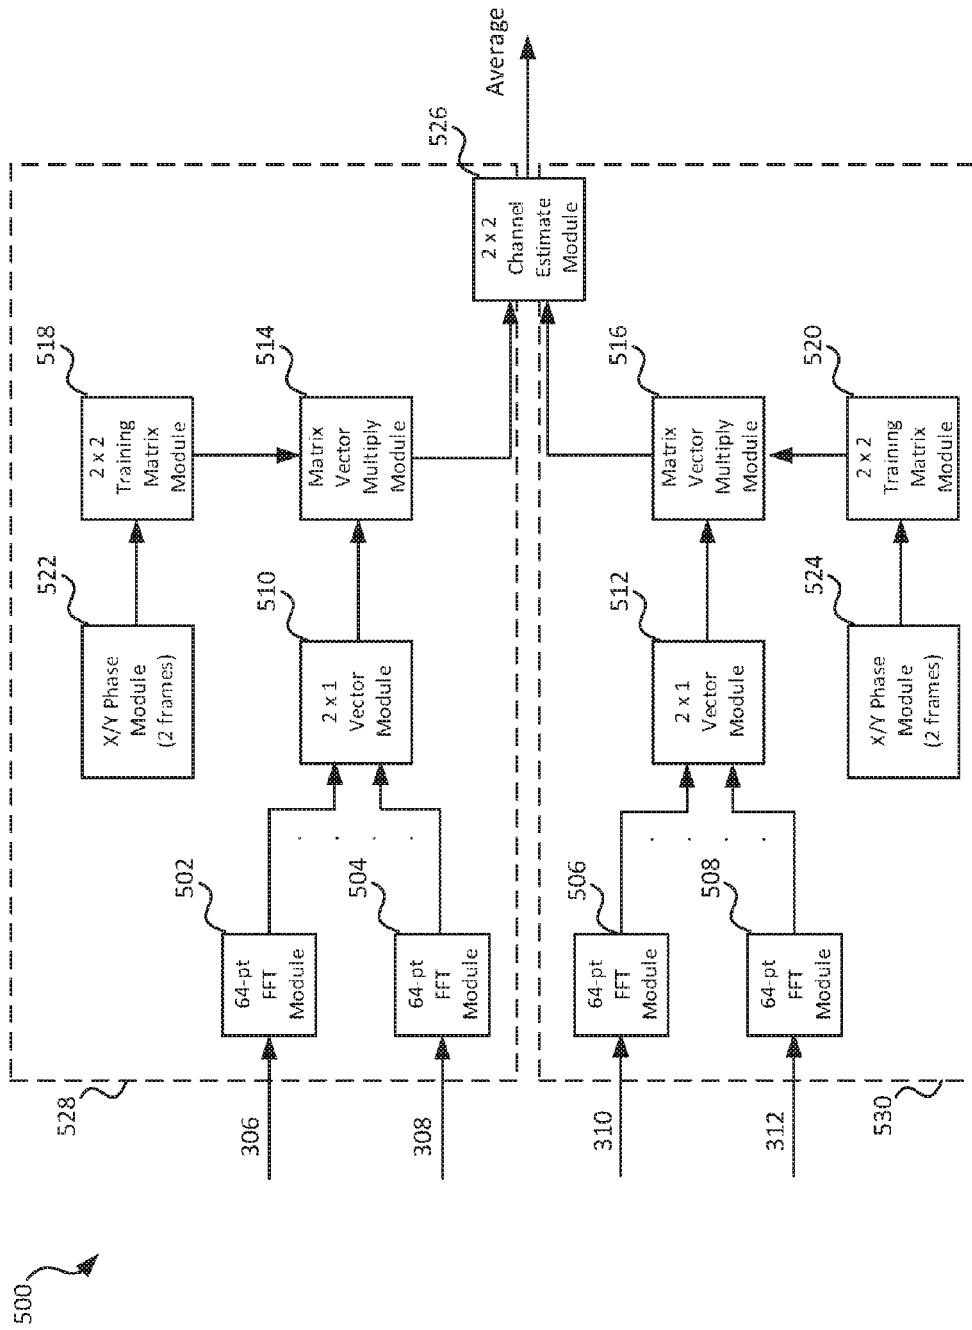 500
528
306
308
310
312
530
502
64-pt
FFT
Module
504
64-pt
FFT
Module
506
64-pt
FFT
Module
508
64-pt
FFT
Module
522
X/Y Phase
Module
(2 frames)
510
2 x 1
Vector
Module
512
2 x 1
Vector
Module
524
X/Y Phase
Module
(2 frames)
518
2 x 2
Training
Matrix
Module
514
Matrix
Vector
Multiply
Module
516
Matrix
Vector
Multiply
Module
520
2 x 2
Training
Matrix
Module
526
2 x 2
Channel
Estimate
Module
Average